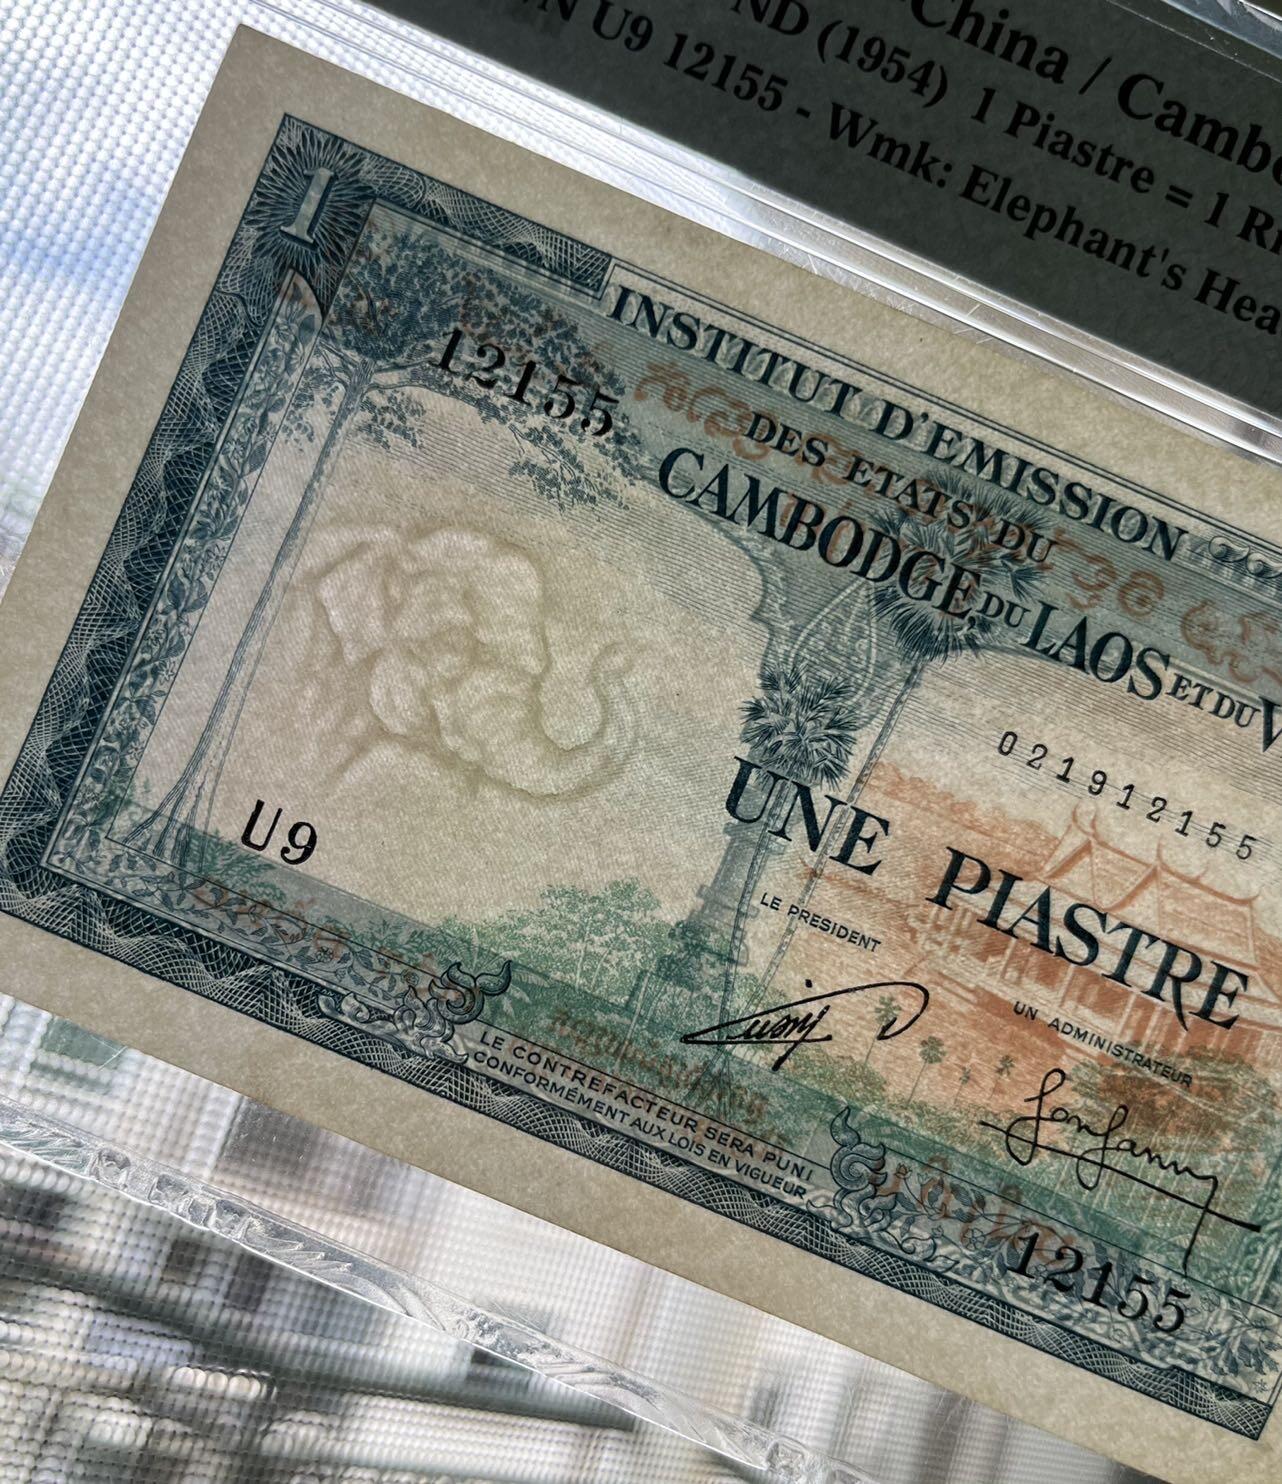 China / Camb
ND (1954) 1 Piastre = 1 Ri
N U9 12155 - Wmk: Elephant's Hea
1
INSTITUT D'EMISSION
12155
DES ETATS DU
CAMBODGE, DU LAOS ET DU V
021912155
UNE PIASTRE
U9
LE PRESIDENT
UN ADMINISTRATEUR
LE CONTREFACTEUR SERA PUNI
CONFORMÉMENT AUX LOIS EN VIGUEUR
12155